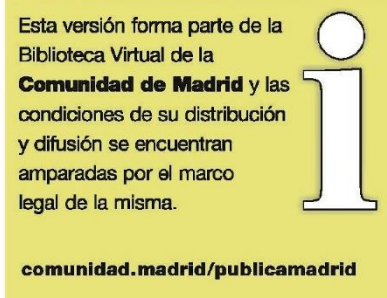 Esta versión forma parte de la
Biblioteca Virtual de la
Comunidad de Madrid y las
condiciones de su distribución
y difusión se encuentran
amparadas por el marco
legal de la misma.
i
comunidad.madrid/publicamadrid